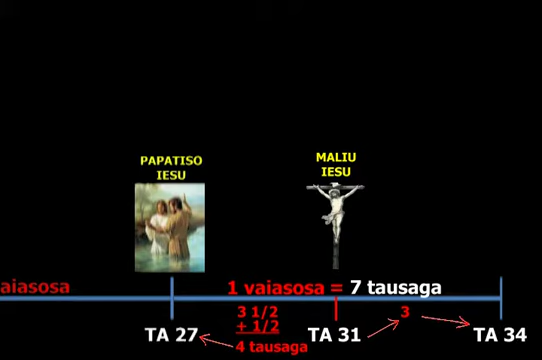 PAPATISO
IESU
MALIU
IESU
aiasosa
1 vaiasosa = 7 tausaga
3 1/2
+ 1/2
4 tausaga
3
TA 27
TA 31
TA 34